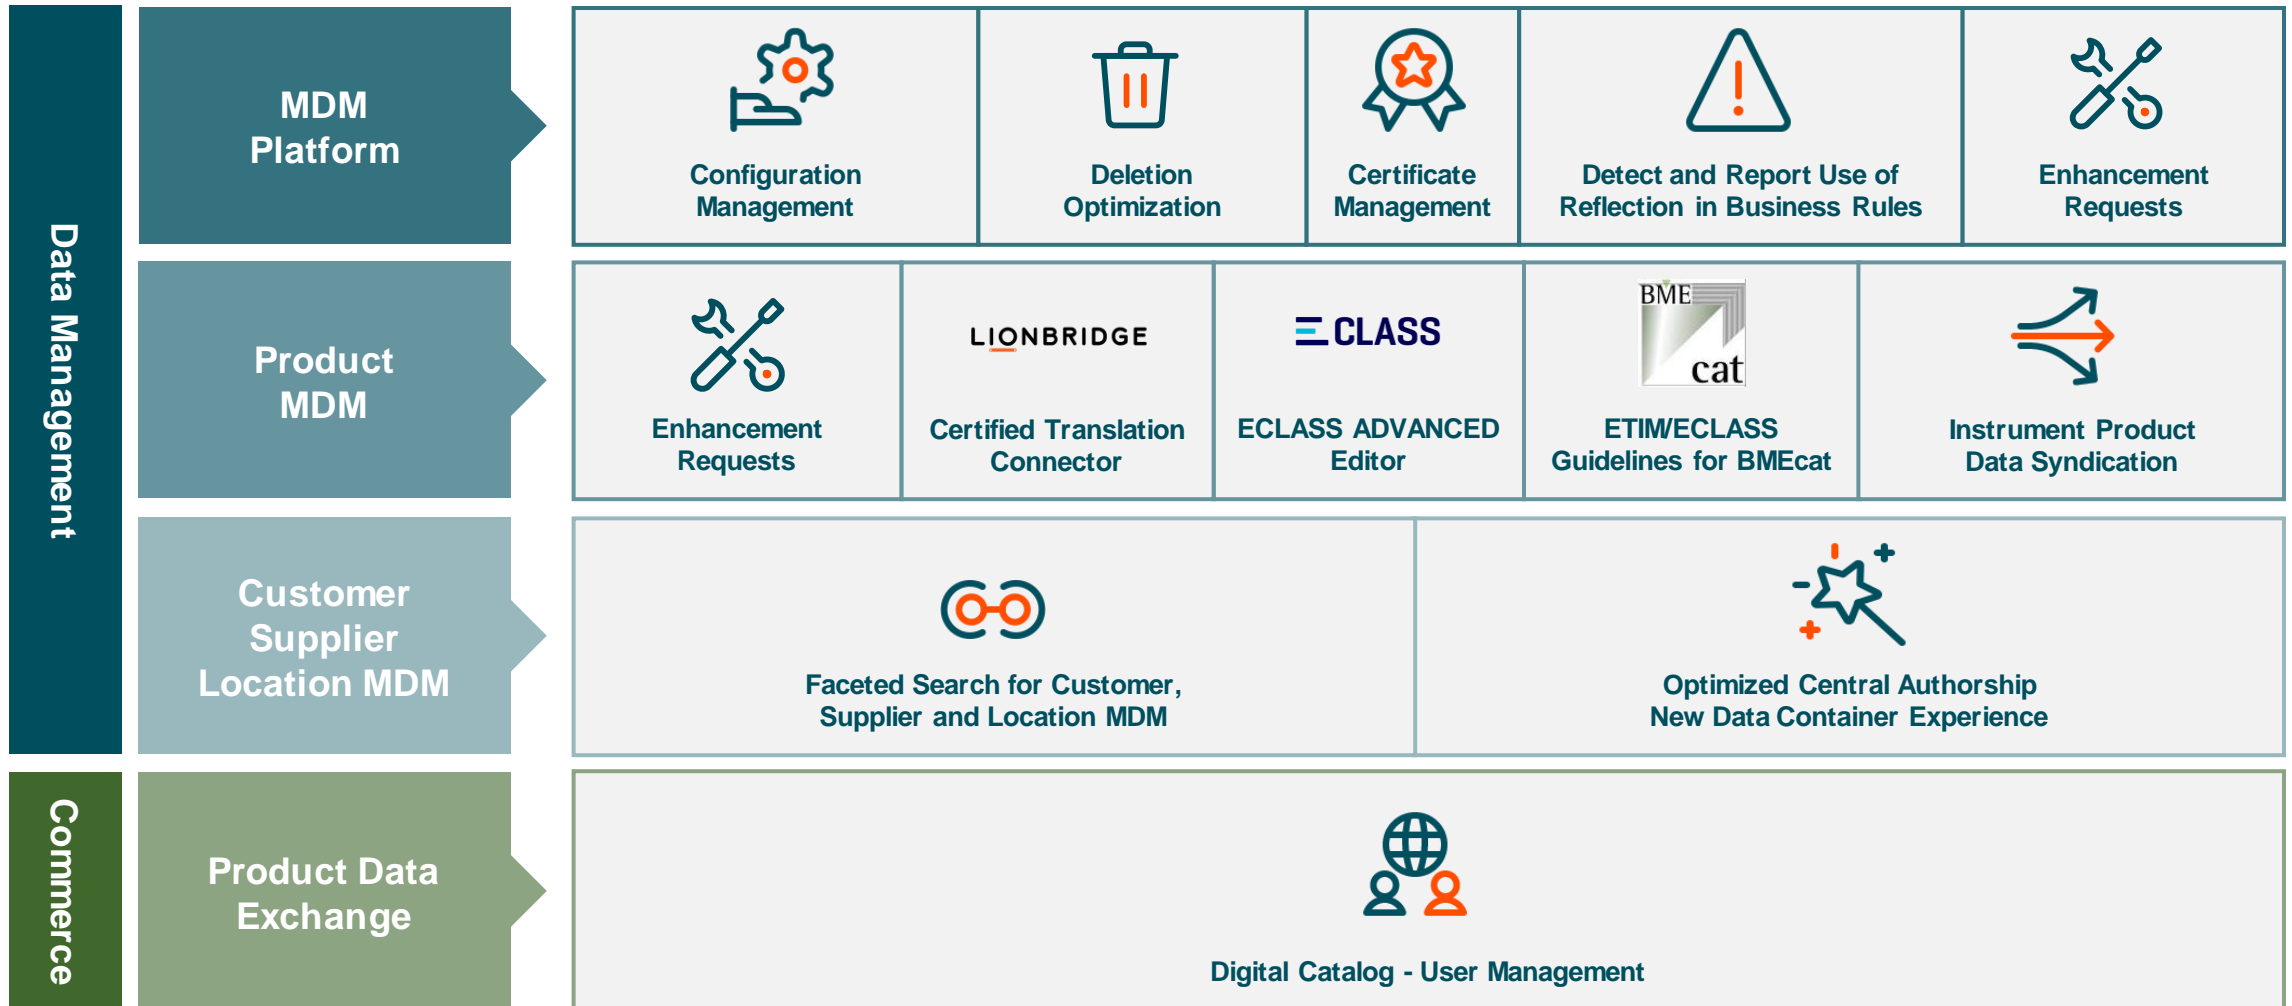 Data Management
MDM
Platform
Configuration
Management
Deletion
Optimization
Certificate
Management
Detect and Report Use of
Reflection in Business Rules
Enhancement
Requests
Product
MDM
Enhancement
Requests
LIONBRIDGE
Certified Translation
Connector
ECLASS
ECLASS ADVANCED
Editor
BME
cat
ETIM/ECLASS
Guidelines for BMEcat
Instrument Product
Data Syndication
Customer
Supplier
Location MDM
Faceted Search for Customer,
Supplier and Location MDM
Optimized Central Authorship
New Data Container Experience
Commerce
Product Data
Exchange
Digital Catalog - User Management